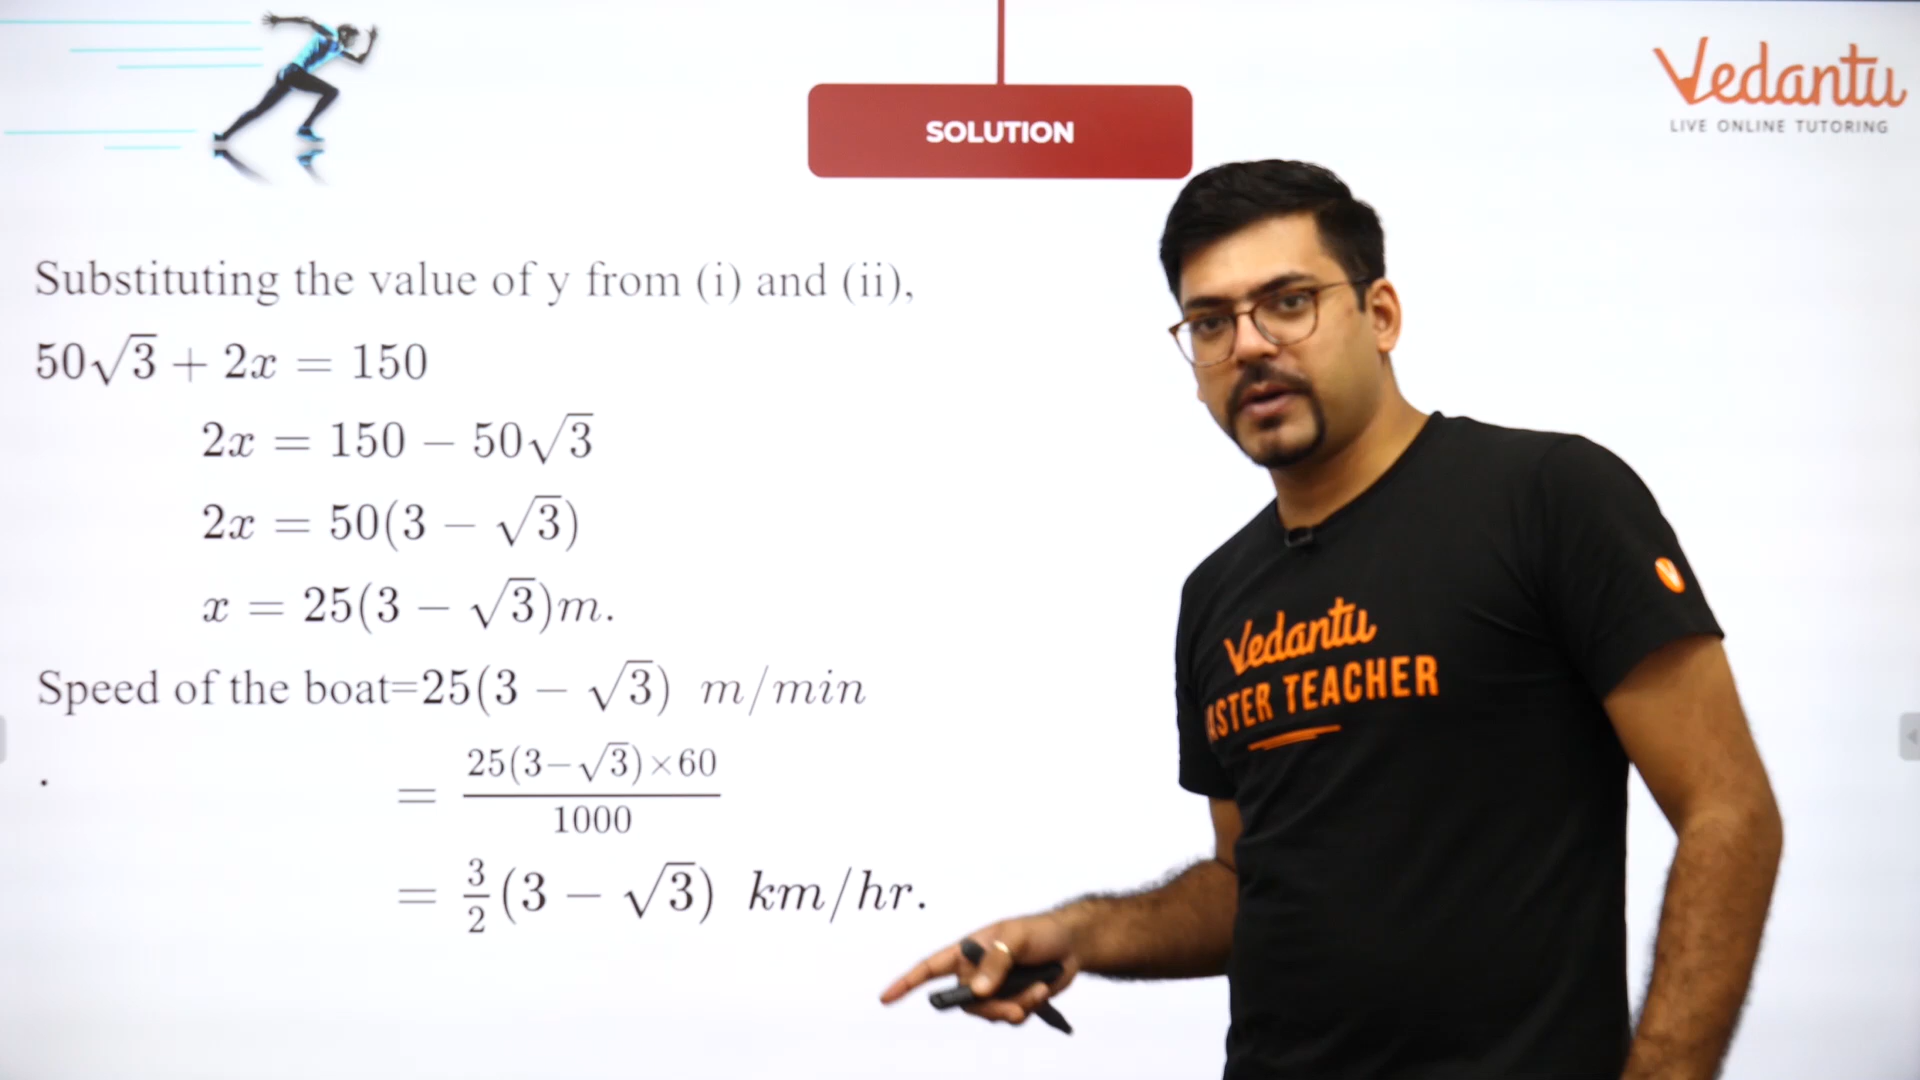 SOLUTION
Vedantu
LIVE ONLINE TUTORING
Substituting the value of y from (i) and (ii),
50√3 + 2x = 150
2x = 150 − 50√3
2x = 50(3 − √3)
x = 25(3 − √3)m.
Speed of the boat=25(3 − √3) m/min
= 25(3−√3)×60 / 1000
.
= 3/2 (3 − √3) km/hr.
Vedantu
ASTER TEACHER